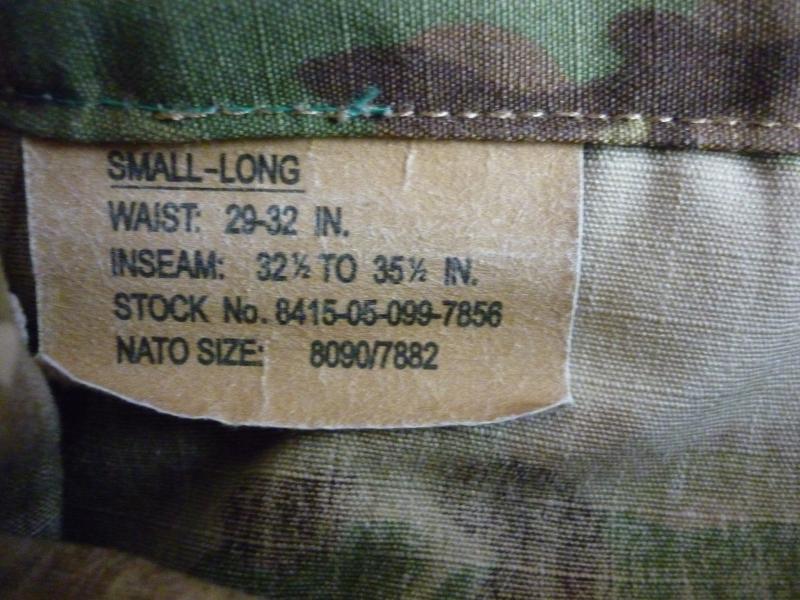 SMALL-LONG
WAIST: 29-32 IN.
INSEAM: 32½ TO 35½ IN.
STOCK No. 8415-05-099-7856
NATO SIZE: 8090/7882